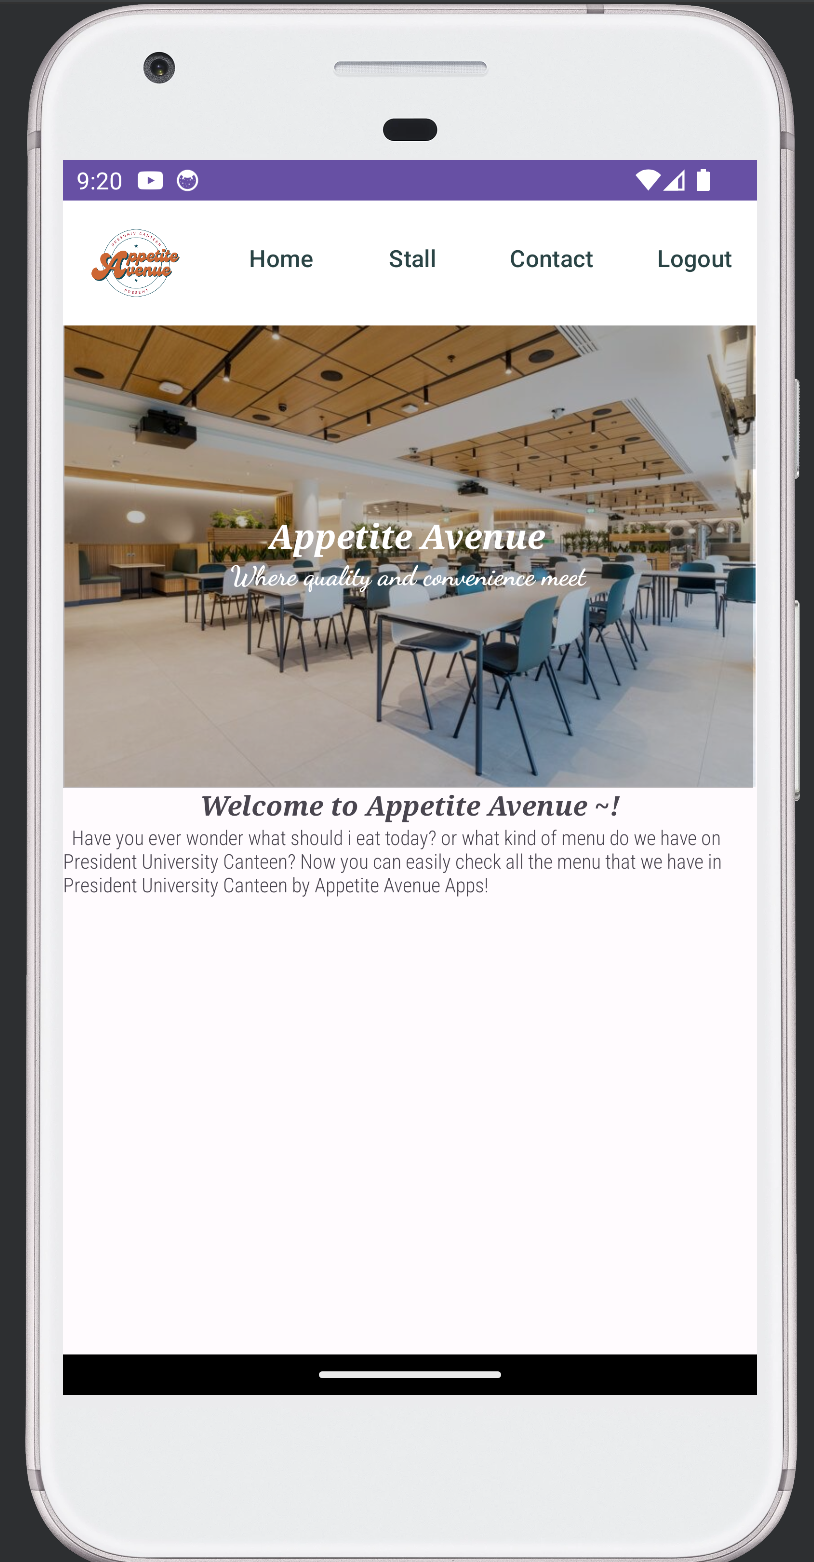 9:20
Appetite
Avenue
Home Stall Contact Logout
Appetite Avenue
Where quality and convenience meet
Welcome to Appetite Avenue ~!
Have you ever wonder what should i eat today? or what kind of menu do we have on
President University Canteen? Now you can easily check all the menu that we have in
President University Canteen by Appetite Avenue Apps!